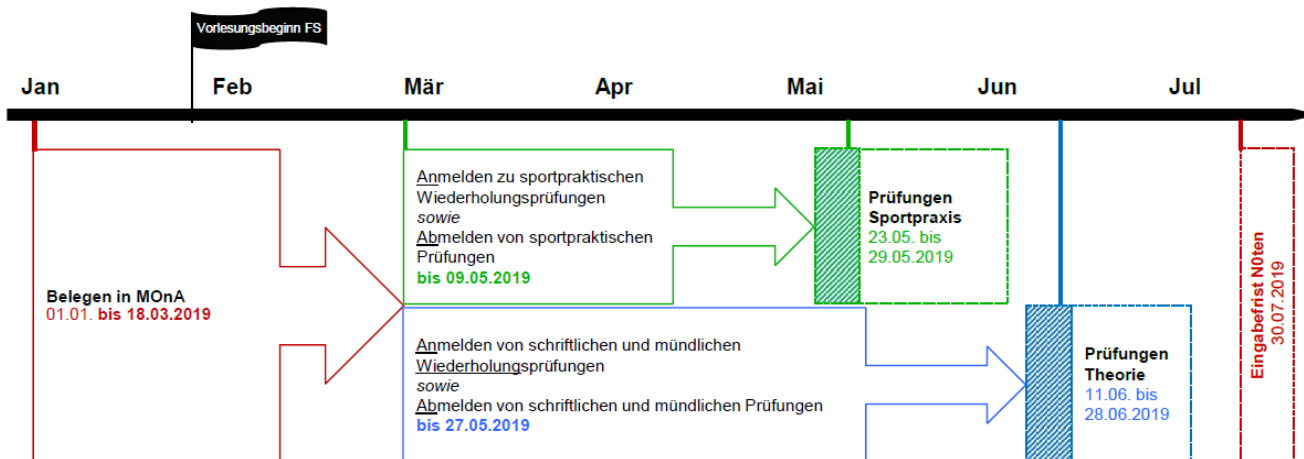 Vorlesungsbeginn FS
Jan Feb Mär Apr Mai Jun Jul
Belegen in MOnA
01.01. bis 18.03.2019
Anmelden zu sportpraktischen
Wiederholungsprüfungen
sowie
Abmelden von sportpraktischen
Prüfungen
bis 09.05.2019
Prüfungen
Sportpraxis
23.05. bis
29.05.2019
Anmelden von schriftlichen und mündlichen
Wiederholungsprüfungen
sowie
Abmelden von schriftlichen und mündlichen Prüfungen
bis 27.05.2019
Prüfungen
Theorie
11.06. bis
28.06.2019
Eingabefrist N0ten
30.07.2019